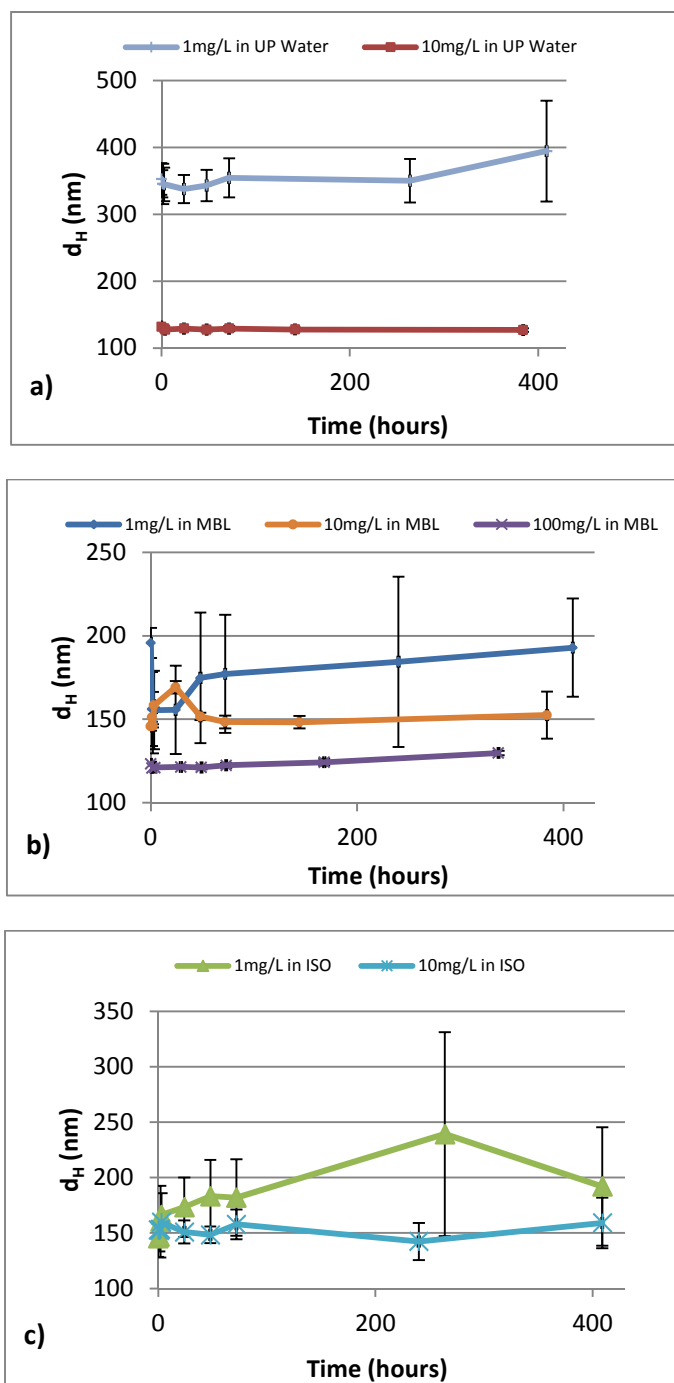 1mg/L in UP Water 10mg/L in UP Water
500
400
300
200
100
d_H (nm)
0 200 400
Time (hours)
a)
1mg/L in MBL 10mg/L in MBL 100mg/L in MBL
250
200
150
100
d_H (nm)
0 200 400
Time (hours)
b)
1mg/L in ISO 10mg/L in ISO
350
300
250
200
150
100
d_H (nm)
0 200 400
Time (hours)
c)